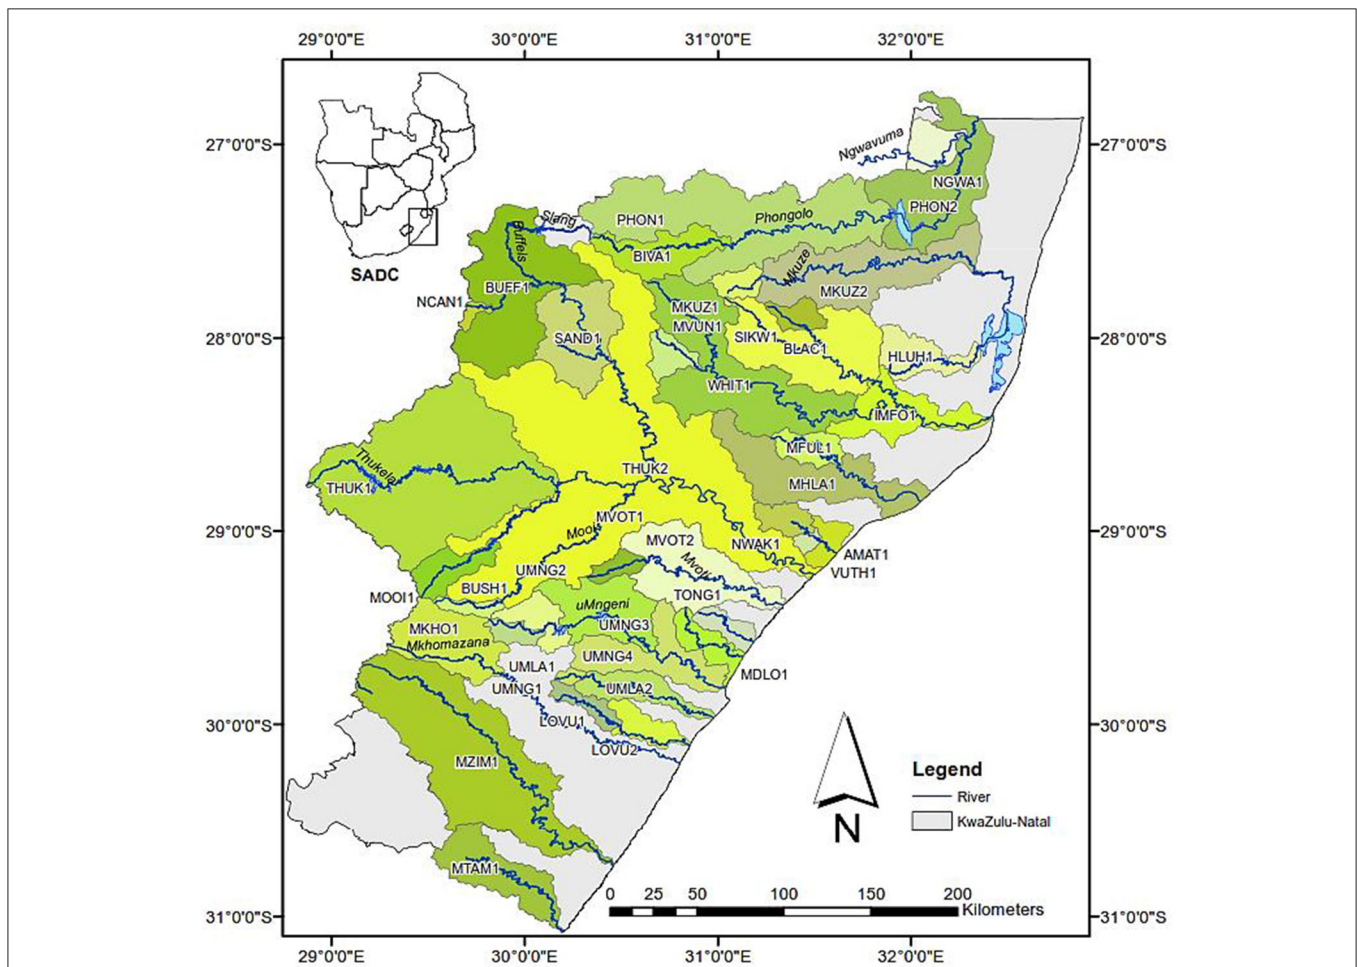 29°0'0"E 30°0'0"E 31°0'0"E 32°0'0"E
27°0'0"S 27°0'0"S
28°0'0"S 28°0'0"S
29°0'0"S 29°0'0"S
30°0'0"S 30°0'0"S
31°0'0"S 31°0'0"S
SADC
Ngwavuma
NGWA1
PHON2
PHON1
Phongolo
Slang
Buffels
BIVA1
Mkuze
MKUZ2
BUFF1
NCAN1
MKUZ1
MVUN1
SAND1
SIKW1
BLAC1
HLUH1
WHIT1
IMFO1
MFUL1
Thukela
THUK1
THUK2
MHLA1
MVOT1
Mooi
MVOT2
NWAK1
AMAT1
VUTH1
Mvoti
UMNG2
BUSH1
MOOI1
TONG1
uMngeni
UMNG3
MKHO1
Mkhomazana
UMNG4
UMLA1
MDLO1
UMNG1
UMLA2
LOVU1
LOVU2
MZIM1
MTAM1
N
Legend
River
KwaZulu-Natal
0 25 50 100 150 200
Kilometers
29°0'0"E 30°0'0"E 31°0'0"E 32°0'0"E